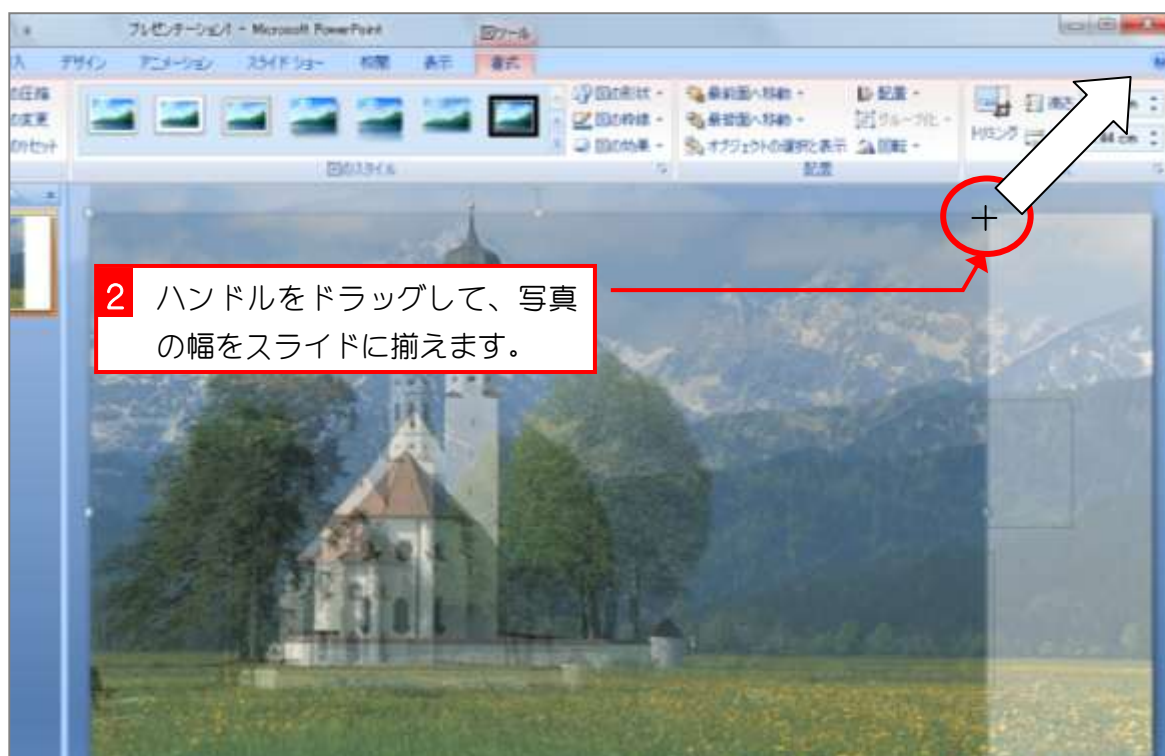 プレゼンテーション1 - Microsoft PowerPoint
図ツール
デザイン アニメーション スライド ショー 校閲 表示 書式
図の形状
最前面へ移動
配置
図の枠線
最背面へ移動
グループ化
トリミング
図の効果
オブジェクトの選択と表示
回転
図のスタイル
配置
2 ハンドルをドラッグして、写真
の幅をスライドに揃えます。